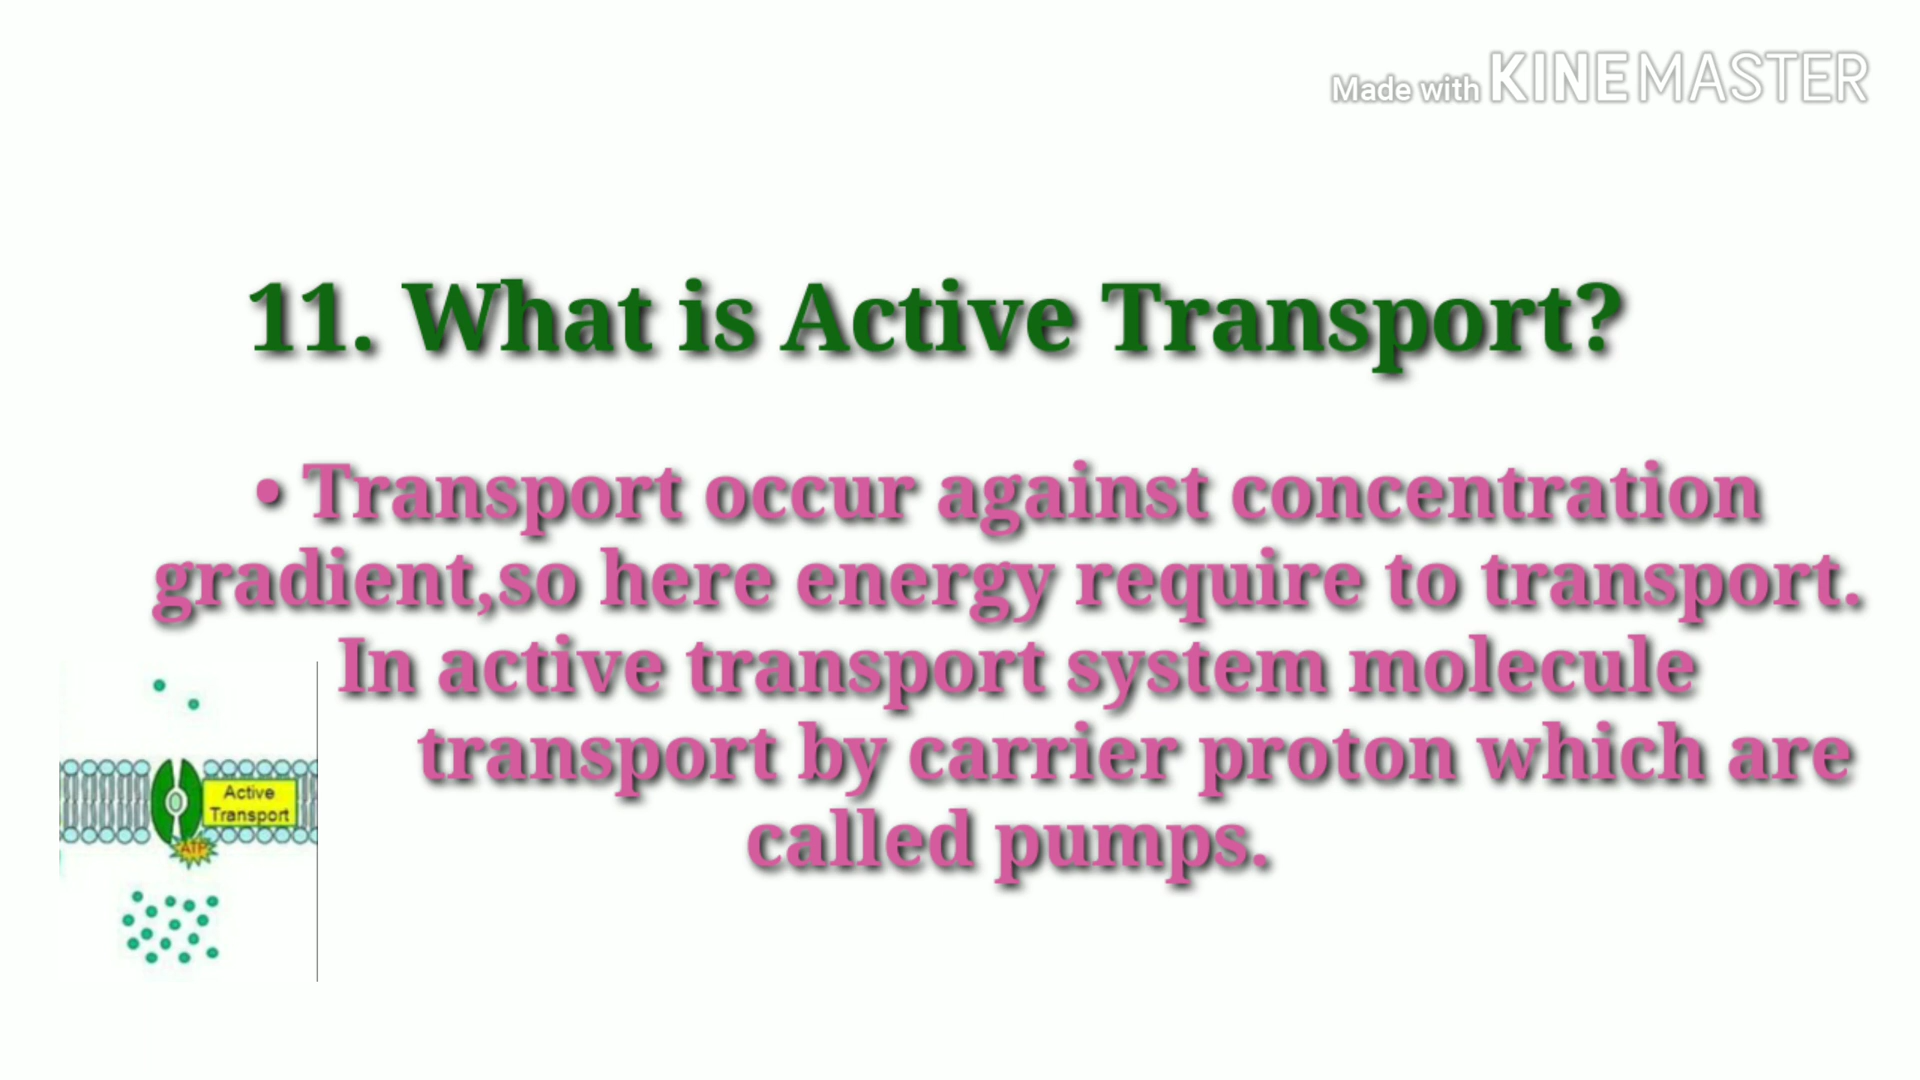 Made with KINEMASTER
11. What is Active Transport?
• Transport occur against concentration
gradient,so here energy require to transport.
In active transport system molecule
transport by carrier proton which are
called pumps.
Active
Transport
ATP